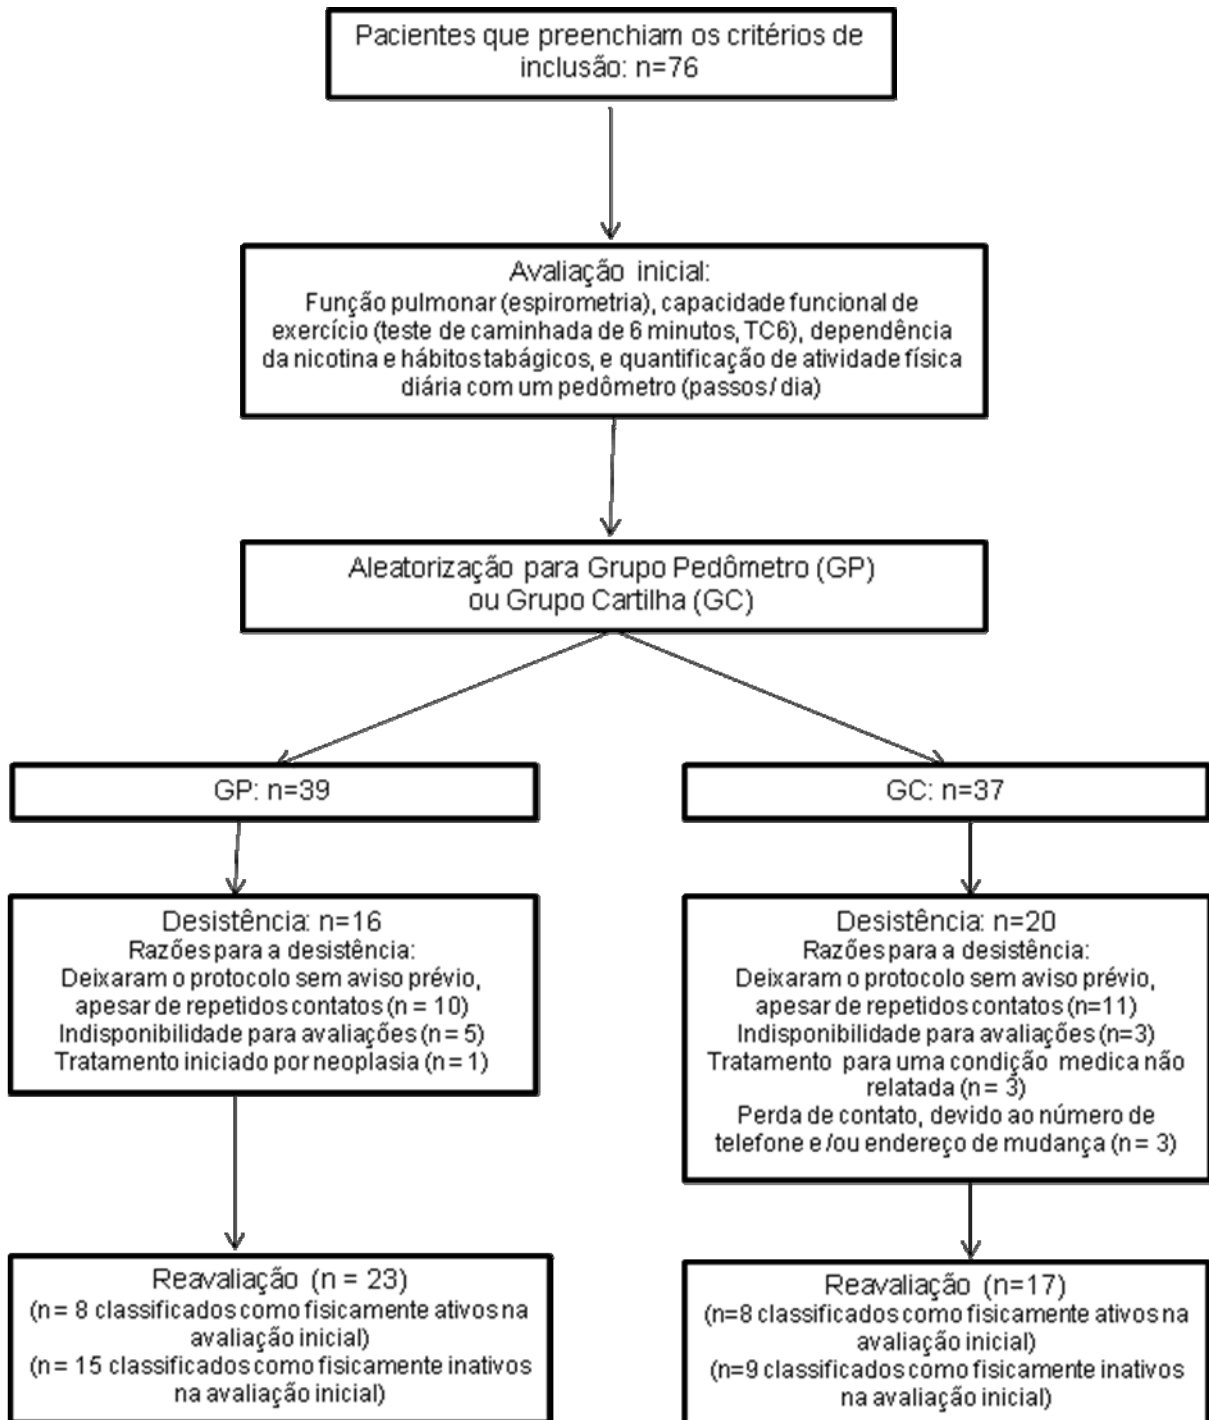 Pacientes que preenchiam os critérios de
inclusão: n=76
Avaliação inicial:
Função pulmonar (espirometria), capacidade funcional de
exercício (teste de caminhada de 6 minutos, TC6), dependência
da nicotina e hábitos tabágicos, e quantificação de atividade física
diária com um pedômetro (passos / dia)
Aleatorização para Grupo Pedômetro (GP)
ou Grupo Cartilha (GC)
GP: n=39
Desistência: n=16
Razões para a desistência:
Deixaram o protocolo sem aviso prévio,
apesar de repetidos contatos (n = 10)
Indisponibilidade para avaliações (n = 5)
Tratamento iniciado por neoplasia (n = 1)
Reavaliação (n = 23)
(n= 8 classificados como fisicamente ativos na
avaliação inicial)
(n= 15 classificados como fisicamente inativos
na avaliação inicial)
GC: n=37
Desistência: n=20
Razões para a desistência:
Deixaram o protocolo sem aviso prévio,
apesar de repetidos contatos (n=11)
Indisponibilidade para avaliações (n=3)
Tratamento para uma condição medica não
relatada (n = 3)
Perda de contato, devido ao número de
telefone e /ou endereço de mudança (n = 3)
Reavaliação (n=17)
(n=8 classificados como fisicamente ativos na
avaliação inicial)
(n=9 classificados como fisicamente inativos
na avaliação inicial)